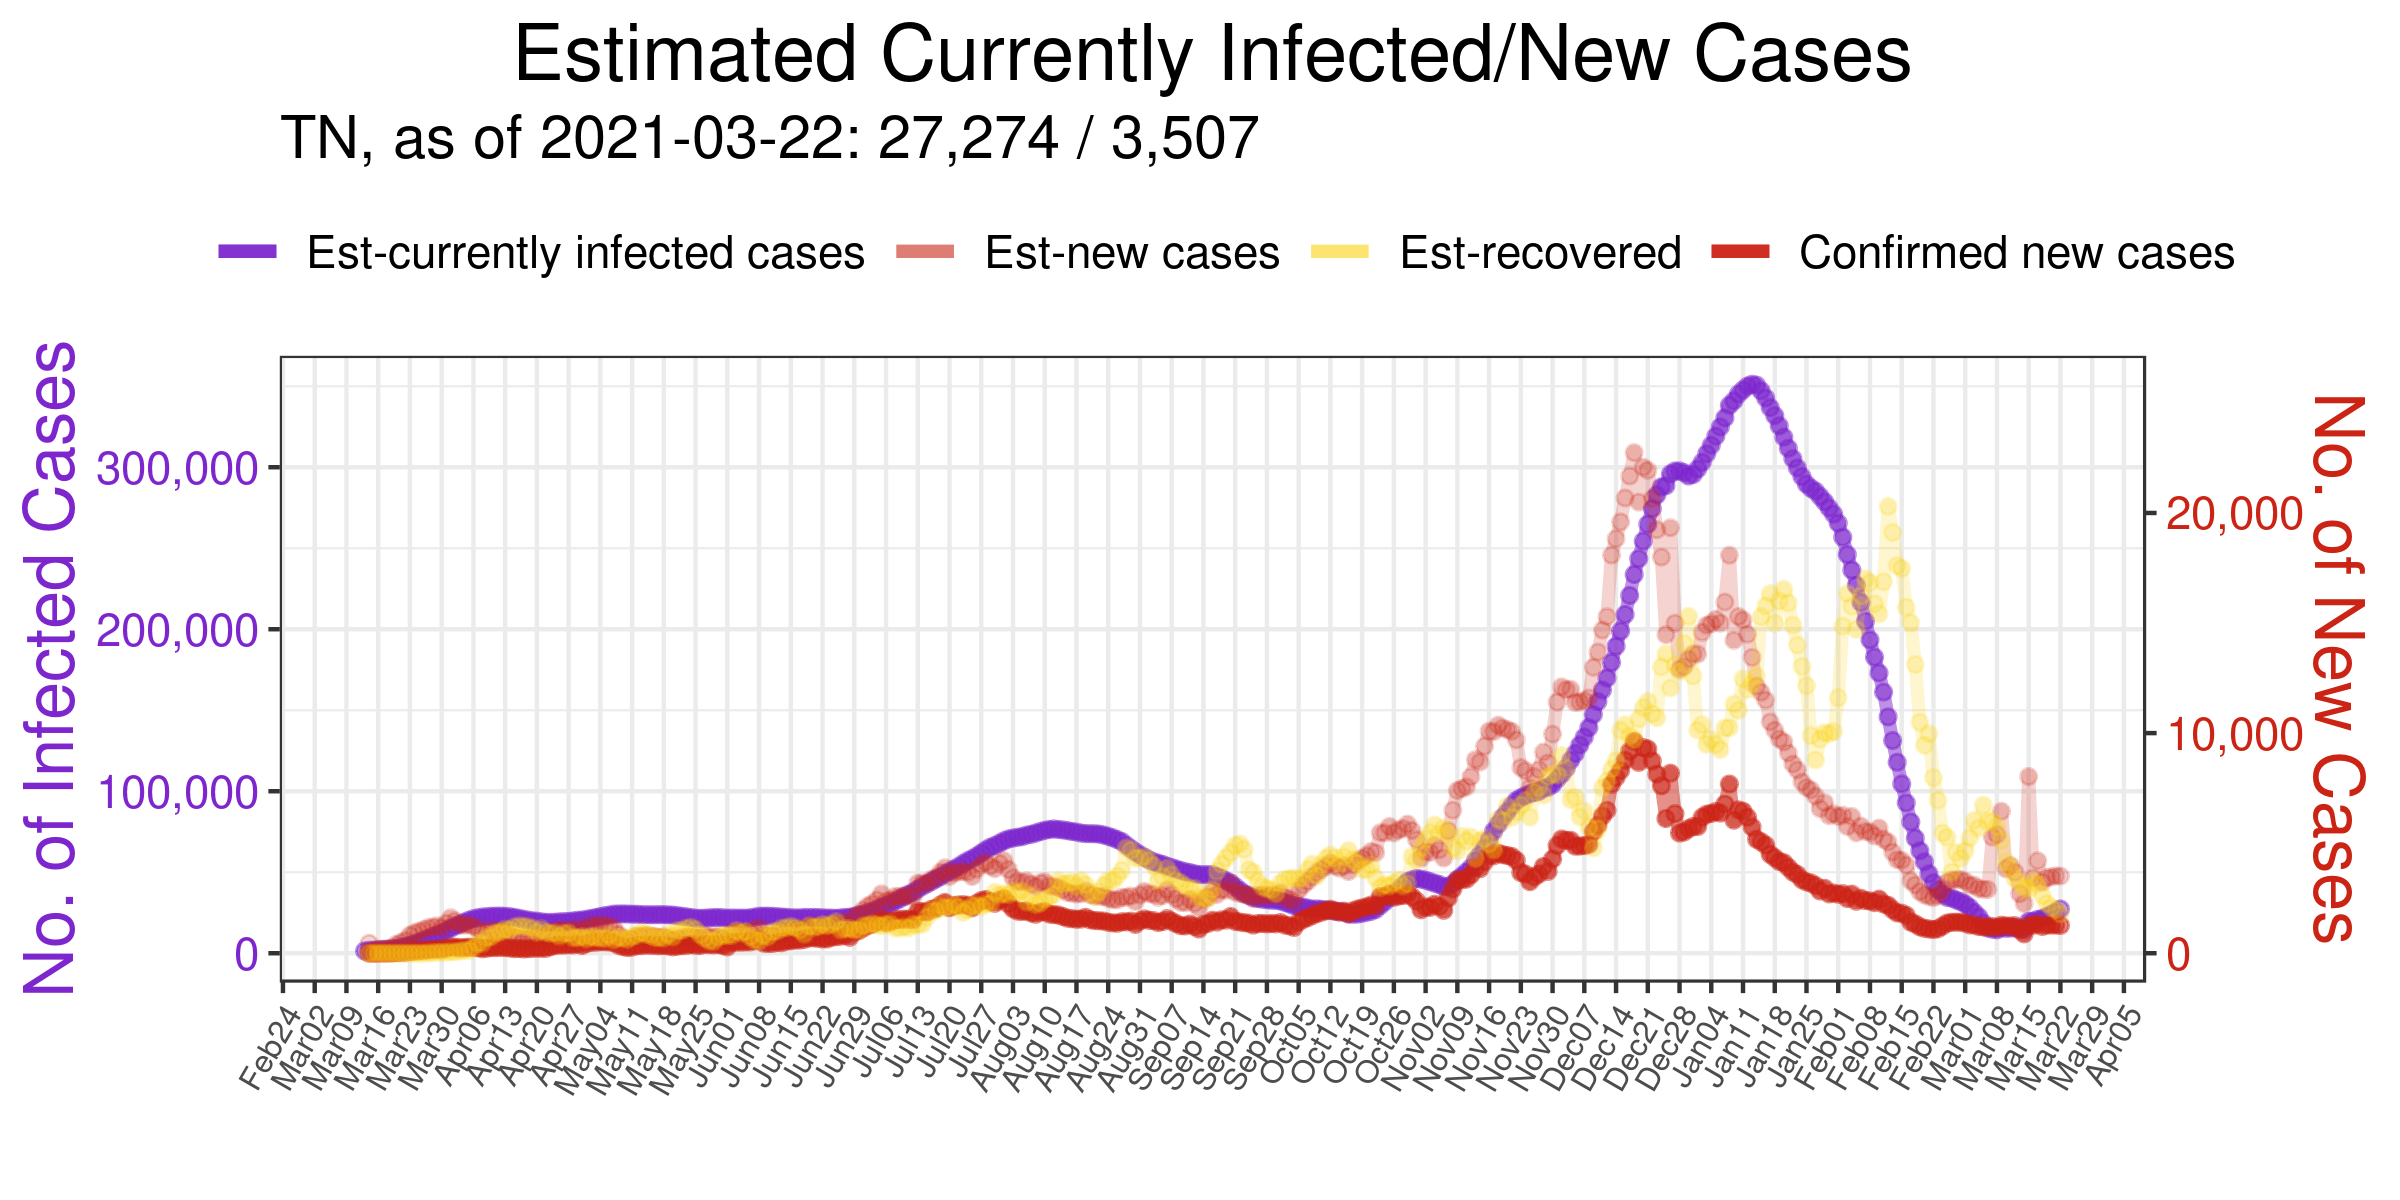 Estimated Currently Infected/New Cases
TN, as of 2021-03-22: 27,274 / 3,507
Est-currently infected cases Est-new cases Est-recovered Confirmed new cases
No. of Infected Cases
300,000
200,000
100,000
0
20,000
10,000
0
No. of New Cases
Feb24 Mar02 Mar09 Mar16 Mar23 Mar30 Apr06 Apr13 Apr20 Apr27 May04 May11 May18 May25 Jun01 Jun08 Jun15 Jun22 Jun29 Jul06 Jul13 Jul20 Jul27 Aug03 Aug10 Aug17 Aug24 Aug31 Sep07 Sep14 Sep21 Sep28 Oct05 Oct12 Oct19 Oct26 Nov02 Nov09 Nov16 Nov23 Nov30 Dec07 Dec14 Dec21 Dec28 Jan04 Jan11 Jan18 Jan25 Feb01 Feb08 Feb15 Feb22 Mar01 Mar08 Mar15 Mar22 Mar29 Apr05